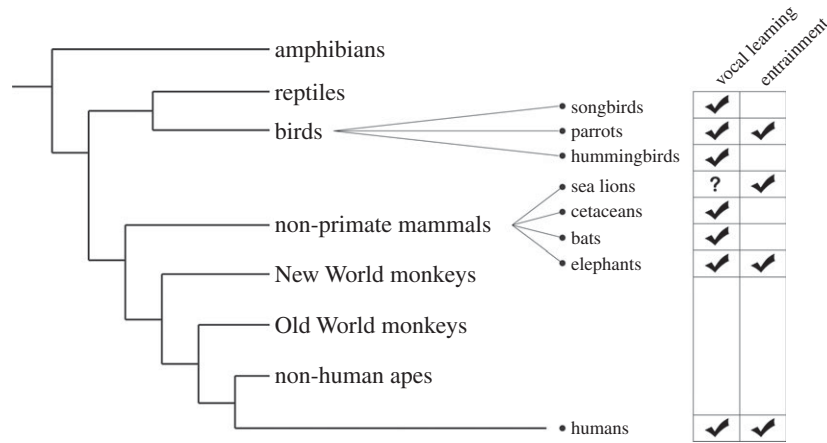 vocal learning
entrainment
amphibians
reptiles
birds
songbirds
parrots
hummingbirds
sea lions ?
cetaceans
non-primate mammals
bats
elephants
New World monkeys
Old World monkeys
non-human apes
humans